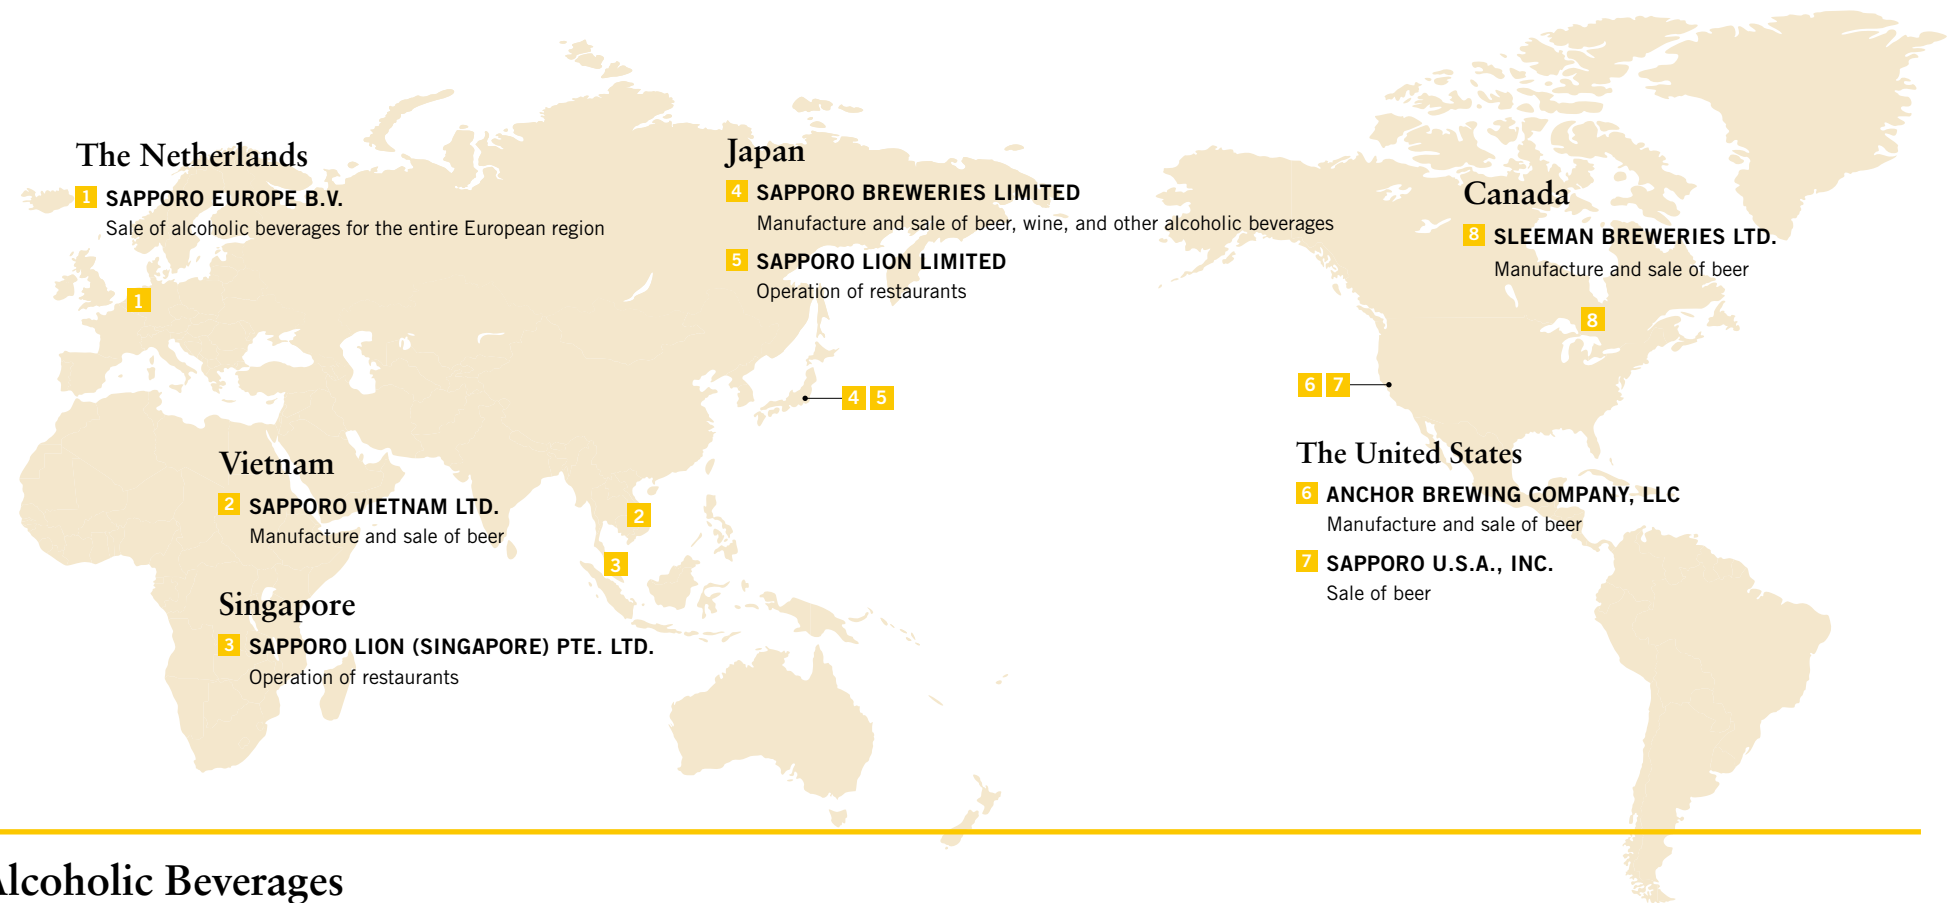 The Netherlands
1 SAPPORO EUROPE B.V.
Sale of alcoholic beverages for the entire European region
1
Japan
4 SAPPORO BREWERIES LIMITED
Manufacture and sale of beer, wine, and other alcoholic beverages
5 SAPPORO LION LIMITED
Operation of restaurants
4 5
Canada
8 SLEEMAN BREWERIES LTD.
Manufacture and sale of beer
8
6 7
Vietnam
2 SAPPORO VIETNAM LTD.
Manufacture and sale of beer
2
3
Singapore
3 SAPPORO LION (SINGAPORE) PTE. LTD.
Operation of restaurants
The United States
6 ANCHOR BREWING COMPANY, LLC
Manufacture and sale of beer
7 SAPPORO U.S.A., INC.
Sale of beer
Alcoholic Beverages